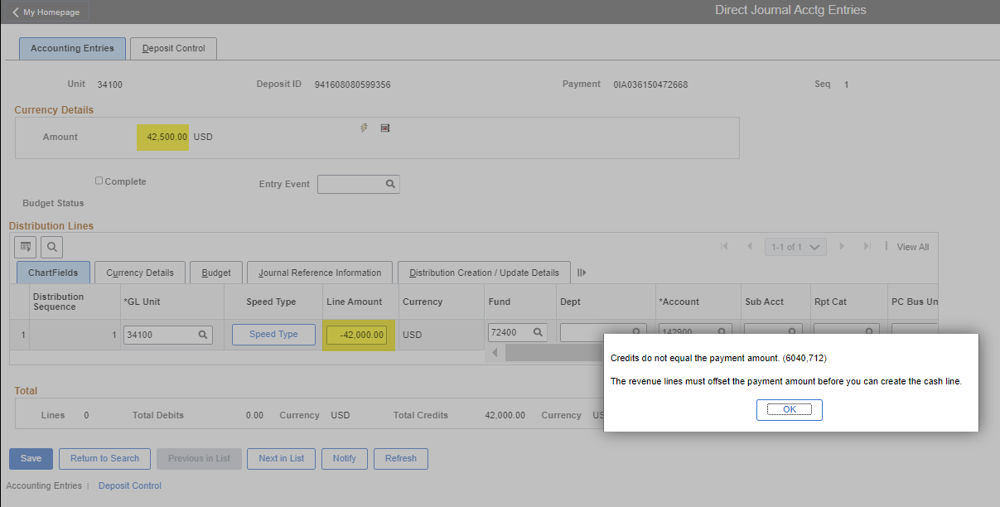 My Homepage
Direct Journal Acctg Entries
Accounting Entries
Deposit Control
Unit 34100 Deposit ID 941608080599356 Payment 0IA036150472668 Seq 1
Currency Details
Amount 42,500.00 USD
Complete
Entry Event
Budget Status
Distribution Lines
1-1 of 1
View All
ChartFields Currency Details Budget Journal Reference Information Distribution Creation / Update Details
Distribution Sequence *GL Unit Speed Type Line Amount Currency Fund Dept *Account Sub Acct Rpt Cat PC Bus Un
1 1 34100 Speed Type -42,000.00 USD 72400 142900
Credits do not equal the payment amount. (6040,712)
The revenue lines must offset the payment amount before you can create the cash line.
OK
Total
Lines 0 Total Debits 0.00 Currency USD Total Credits 42,000.00 Currency US
Save Return to Search Previous in List Next in List Notify Refresh
Accounting Entries | Deposit Control